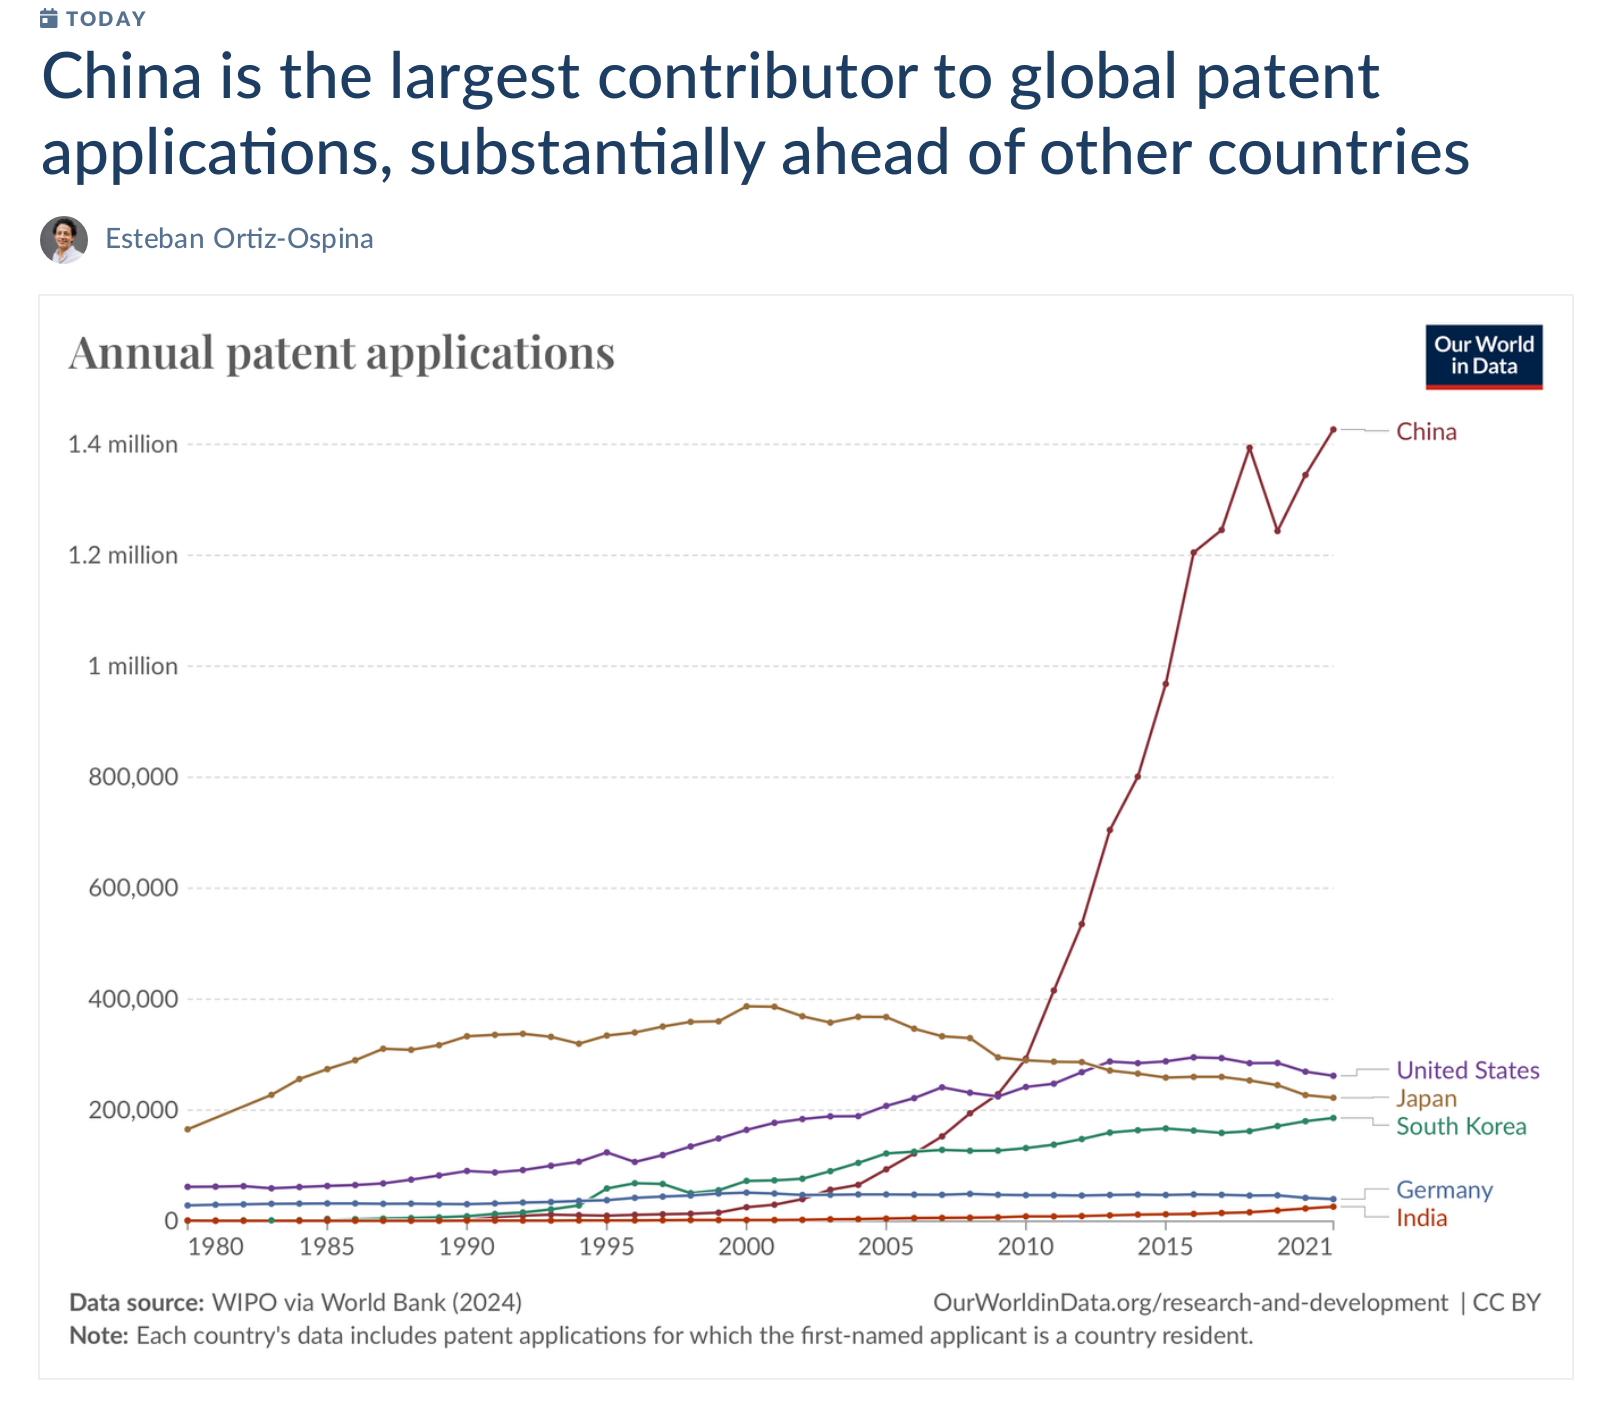 TODAY
China is the largest contributor to global patent
applications, substantially ahead of other countries
Esteban Ortiz-Ospina
Annual patent applications
Our World
in Data
1.4 million
1.2 million
1 million
800,000
600,000
400,000
200,000
0
China
United States
Japan
South Korea
Germany
India
1980 1985 1990 1995 2000 2005 2010 2015 2021
Data source: WIPO via World Bank (2024)
OurWorldinData.org/research-and-development | CC BY
Note: Each country's data includes patent applications for which the first-named applicant is a country resident.